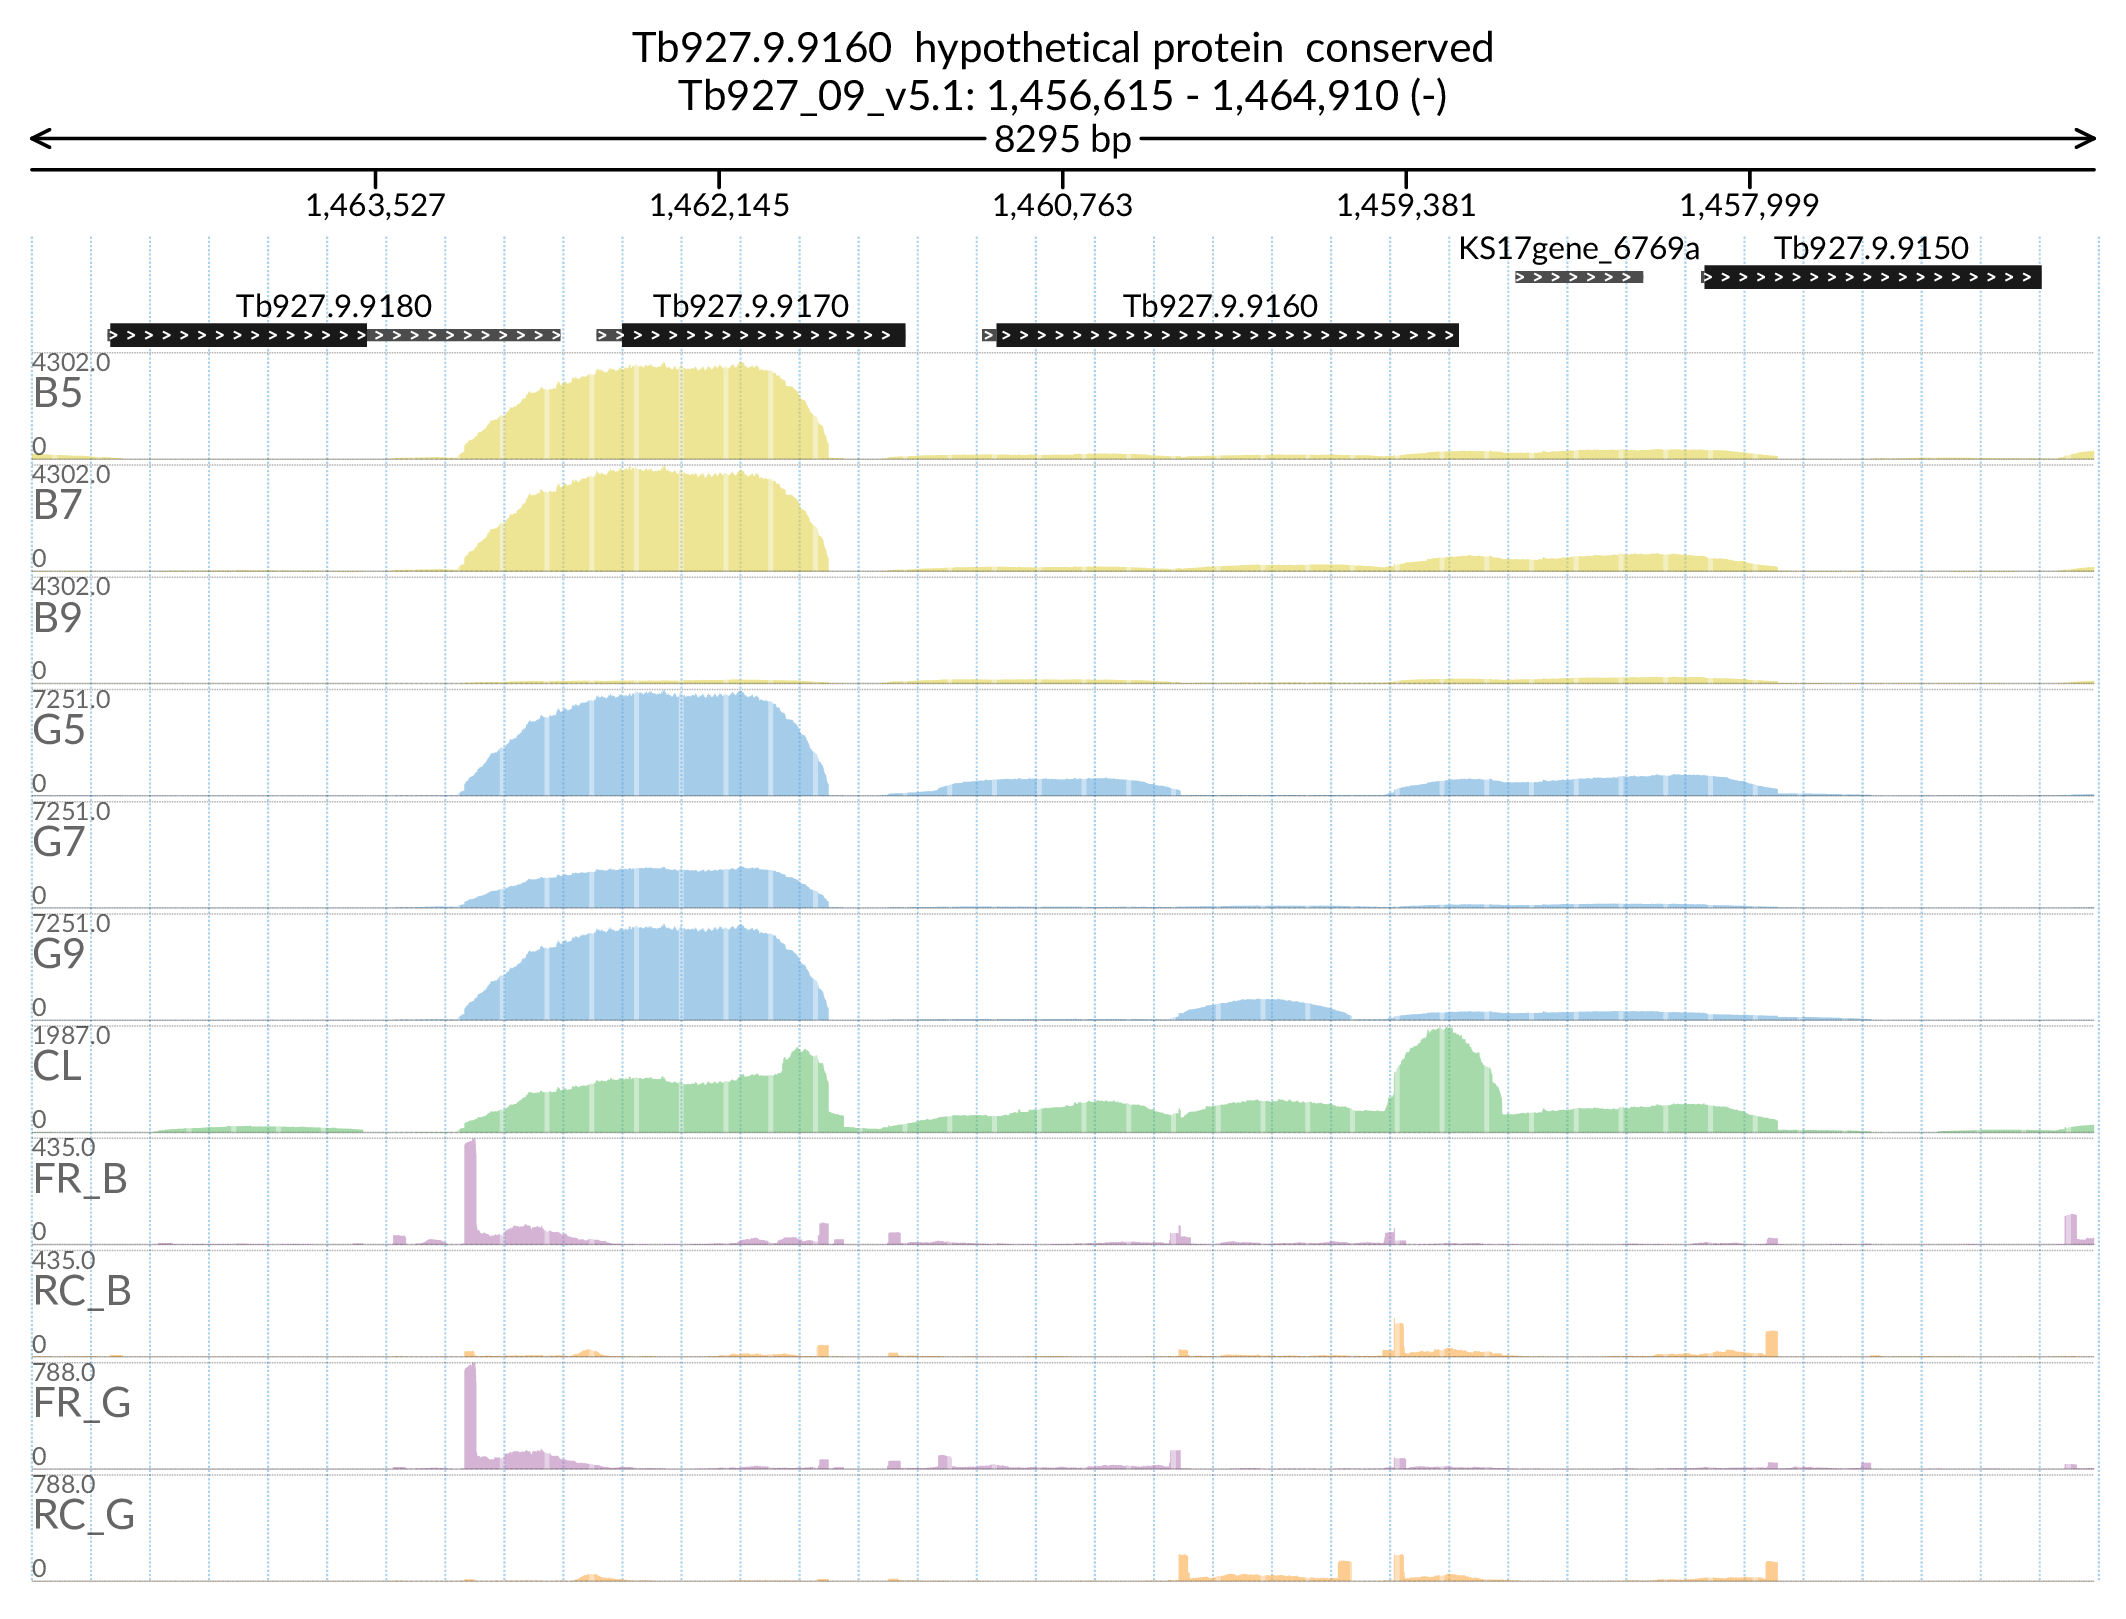 Tb927.9.9160  hypothetical protein  conserved
Tb927_09_v5.1: 1,456,615 - 1,464,910 (-)
8295 bp
1,463,527 1,462,145 1,460,763 1,459,381 1,457,999
KS17gene_6769a Tb927.9.9150
Tb927.9.9180 Tb927.9.9170 Tb927.9.9160
4302.0
B5
0
4302.0
B7
0
4302.0
B9
0
7251.0
G5
0
7251.0
G7
0
7251.0
G9
0
1987.0
CL
0
435.0
FR_B
0
435.0
RC_B
0
788.0
FR_G
0
788.0
RC_G
0